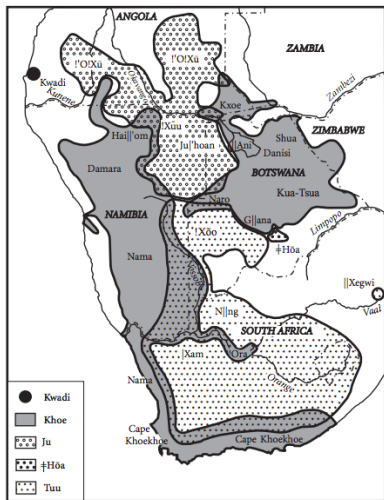 ANGOLA
!'O!Xũ
!'O!Xũ
ZAMBIA
Kwadi
Okavango
Kunene
Kxoe
Zambezi
ZIMBABWE
!Xũu
Hai||'om
Ju|'hoan
||Ani
Shua
Danisi
Damara
BOTSWANA
Kua-Tsua
Naro
NAMIBIA
G||ana
Limpopo
!Xõo
ǂHõa
Nama
Nossob
||Xegwi
N||ng
Vaal
SOUTH AFRICA
|Xam
!Ora
Orange
Nama
Cape
Khoekhoe
Cape Khoekhoe
Kwadi
Khoe
Ju
ǂHõa
Tuu